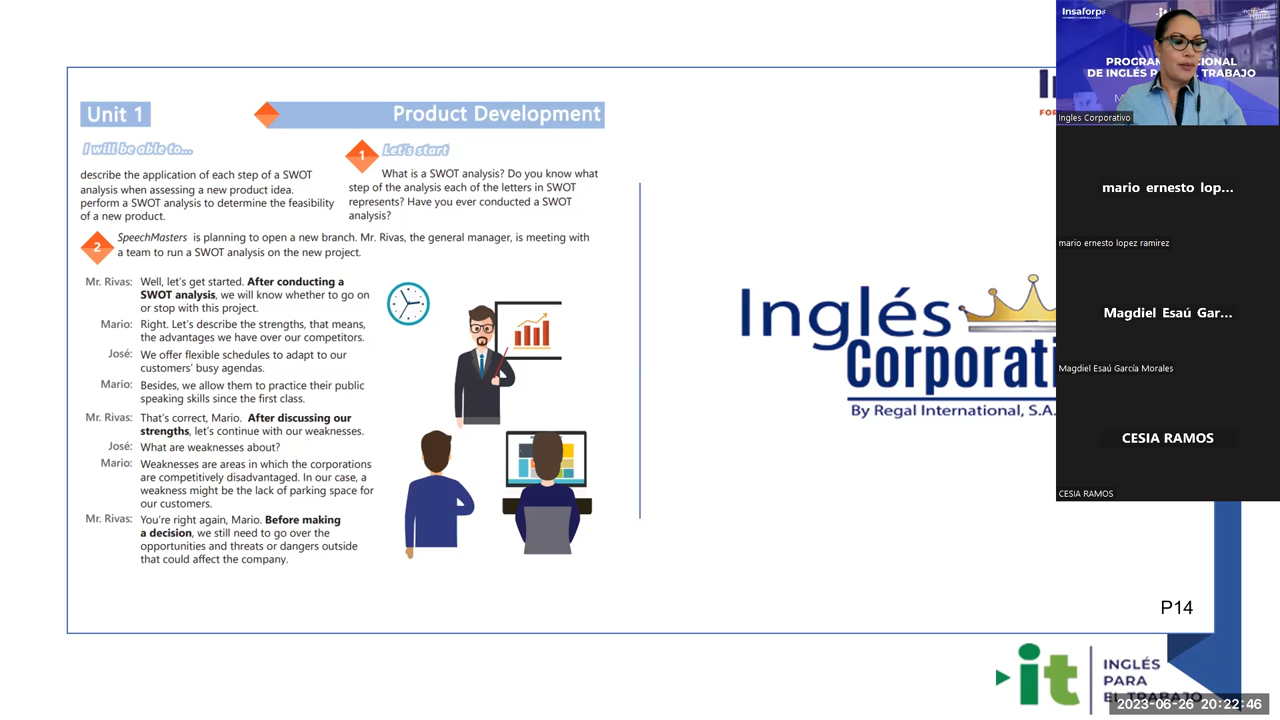 Unit 1
Product Development
I will be able to...
describe the application of each step of a SWOT
analysis when assessing a new product idea.
perform a SWOT analysis to determine the feasibility
of a new product.
1
Let's start
What is a SWOT analysis? Do you know what
step of the analysis each of the letters in SWOT
represents? Have you ever conducted a SWOT
analysis?
2
SpeechMasters is planning to open a new branch. Mr. Rivas, the general manager, is meeting with
a team to run a SWOT analysis on the new project.
Mr. Rivas: Well, let's get started. After conducting a
SWOT analysis, we will know whether to go on
or stop with this project.
Mario: Right. Let's describe the strengths, that means,
the advantages we have over our competitors.
José: We offer flexible schedules to adapt to our
customers' busy agendas.
Mario: Besides, we allow them to practice their public
speaking skills since the first class.
Mr. Rivas: That's correct, Mario. After discussing our
strengths, let's continue with our weaknesses.
José: What are weaknesses about?
Mario: Weaknesses are areas in which the corporations
are competitively disadvantaged. In our case, a
weakness might be the lack of parking space for
our customers.
Mr. Rivas: You're right again, Mario. Before making
a decision, we still need to go over the
opportunities and threats or dangers outside
that could affect the company.
Inglés
Corporati
By Regal International, S.A.
P14
it
INGLÉS
PARA
EL TRABAJO
2023-06-26 20:22:46
Insaforp
it
PROGRAMA
DE INGLÉS PARA EL TRABAJO
Ingles Corporativo
mario ernesto lop...
mario ernesto lopez ramirez
Magdiel Esaú Gar...
Magdiel Esaú García Morales
CESIA RAMOS
CESIA RAMOS